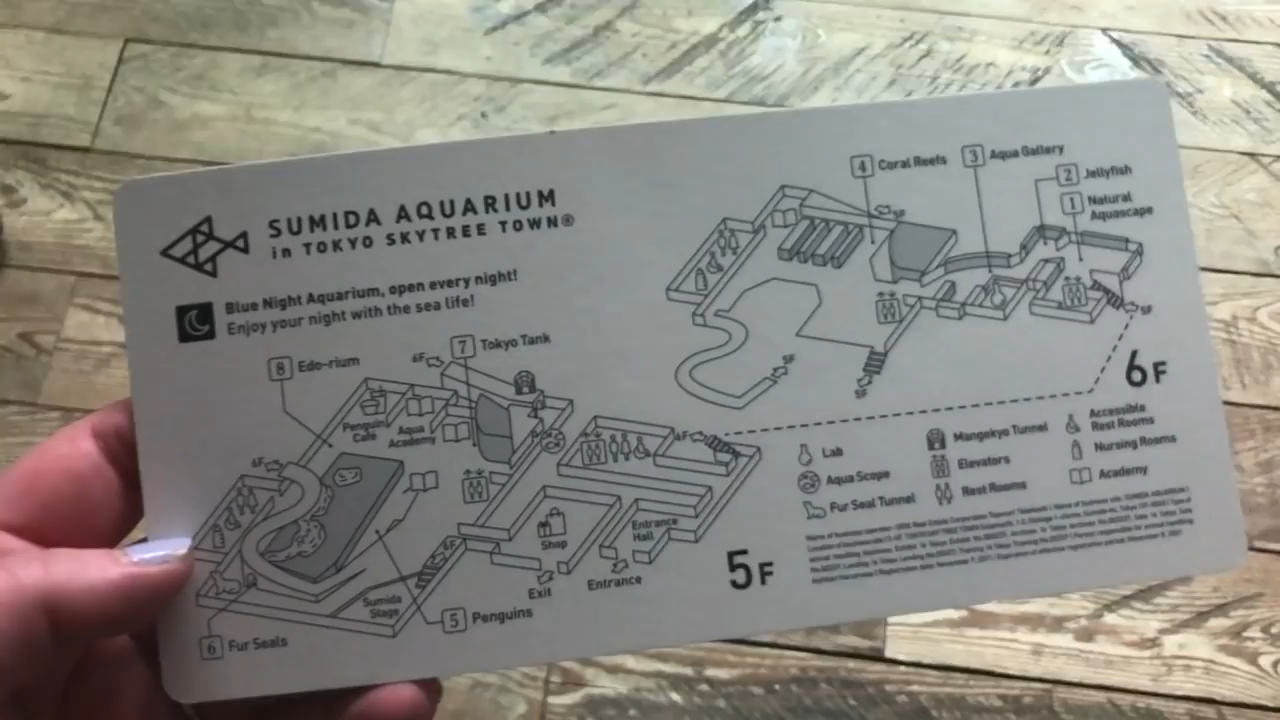 SUMIDA AQUARIUM
in TOKYO SKYTREE TOWN®
Blue Night Aquarium, open every night!
Enjoy your night with the sea life!
4 Coral Reefs
3 Aqua Gallery
2 Jellyfish
1 Natural
Aquascape
5F
5F
5F
5F
6F
8 Edo-rium
6F
7 Tokyo Tank
Penguin
Café
Aqua
Academy
6F
6F
6F
Shop
Entrance
Hall
Exit
Entrance
Sumida
Stage
5 Penguins
6 Fur Seals
5F
Lab
Aqua Scope
Fur Seal Tunnel
Mangekyo Tunnel
Elevators
Rest Rooms
Accessible
Rest Rooms
Nursing Rooms
Academy